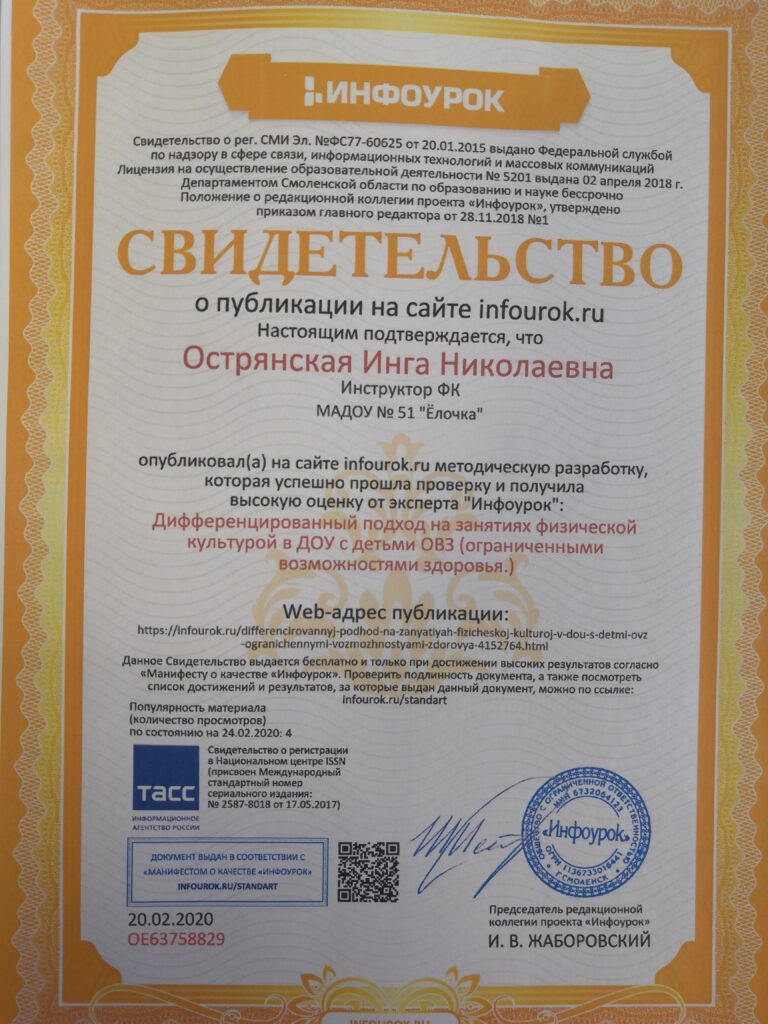 ИНФОУРОК
Свидетельство о рег. СМИ Эл. №ФС77-60625 от 20.01.2015 выдано Федеральной службой
по надзору в сфере связи, информационных технологий и массовых коммуникаций
Лицензия на осуществление образовательной деятельности № 5201 выдана 02 апреля 2018 г.
Департаментом Смоленской области по образованию и науке бессрочно
Положение о редакционной коллегии проекта «Инфоурок», утверждено
приказом главного редактора от 28.11.2018 №1
СВИДЕТЕЛЬСТВО
о публикации на сайте infourok.ru
Настоящим подтверждается, что
Острянская Инга Николаевна
Инструктор ФК
МАДОУ № 51 "Ёлочка"
опубликовал(а) на сайте infourok.ru методическую разработку,
которая успешно прошла проверку и получила
высокую оценку от эксперта "Инфоурок":
Дифференцированный подход на занятиях физической
культурой в ДОУ с детьми ОВЗ (ограниченными
возможностями здоровья.)
Web-адрес публикации:
https://infourok.ru/differencirovannyj-podhod-na-zanyatiyah-fizicheskoj-kulturoj-v-dou-s-detmi-ovz
-ogranichennymi-vozmozhnostyami-zdorovya-4152764.html
Данное Свидетельство выдается бесплатно и только при достижении высоких результатов согласно
«Манифесту о качестве «Инфоурок». Проверить подлинность документа, а также посмотреть
список достижений и результатов, за которые выдан данный документ, можно по ссылке:
infourok.ru/standart
Популярность материала
(количество просмотров)
по состоянию на 24.02.2020: 4
ТАСС
ИНФОРМАЦИОННОЕ
АГЕНТСТВО РОССИИ
Свидетельство о регистрации
в Национальном центре ISSN
(присвоен Международный
стандартный номер
сериального издания:
№ 2587-8018 от 17.05.2017)
ДОКУМЕНТ ВЫДАН В СООТВЕТСТВИИ С
«МАНИФЕСТОМ О КАЧЕСТВЕ «ИНФОУРОК»
INFOUROK.RU/STANDART
ОБЩЕСТВО С ОГРАНИЧЕННОЙ ОТВЕТСТВЕННОСТЬЮ
ИНН 6732064123
«Инфоурок»
ОГРН 1136733016441
Г.СМОЛЕНСК
20.02.2020
ОЕ63758829
Председатель редакционной
коллегии проекта «Инфоурок»
И. В. ЖАБОРОВСКИЙ
INFOUROK.RU